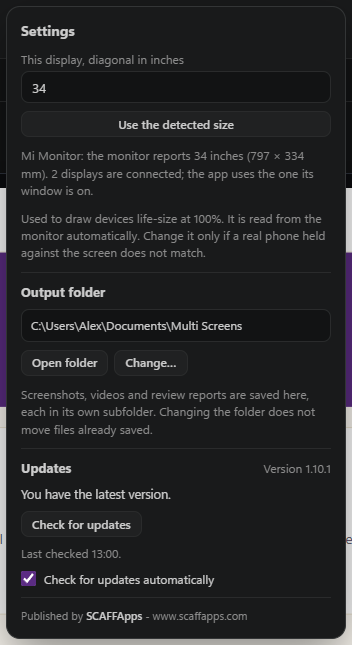 Settings
This display, diagonal in inches
34
Use the detected size
Mi Monitor: the monitor reports 34 inches (797 × 334
mm). 2 displays are connected; the app uses the one its
window is on.
Used to draw devices life-size at 100%. It is read from the
monitor automatically. Change it only if a real phone held
against the screen does not match.
Output folder
C:\Users\Alex\Documents\Multi Screens
Open folder
Change...
Screenshots, videos and review reports are saved here,
each in its own subfolder. Changing the folder does not
move files already saved.
Updates
Version 1.10.1
You have the latest version.
Check for updates
Last checked 13:00.
Check for updates automatically
Published by SCAFFApps - www.scaffapps.com